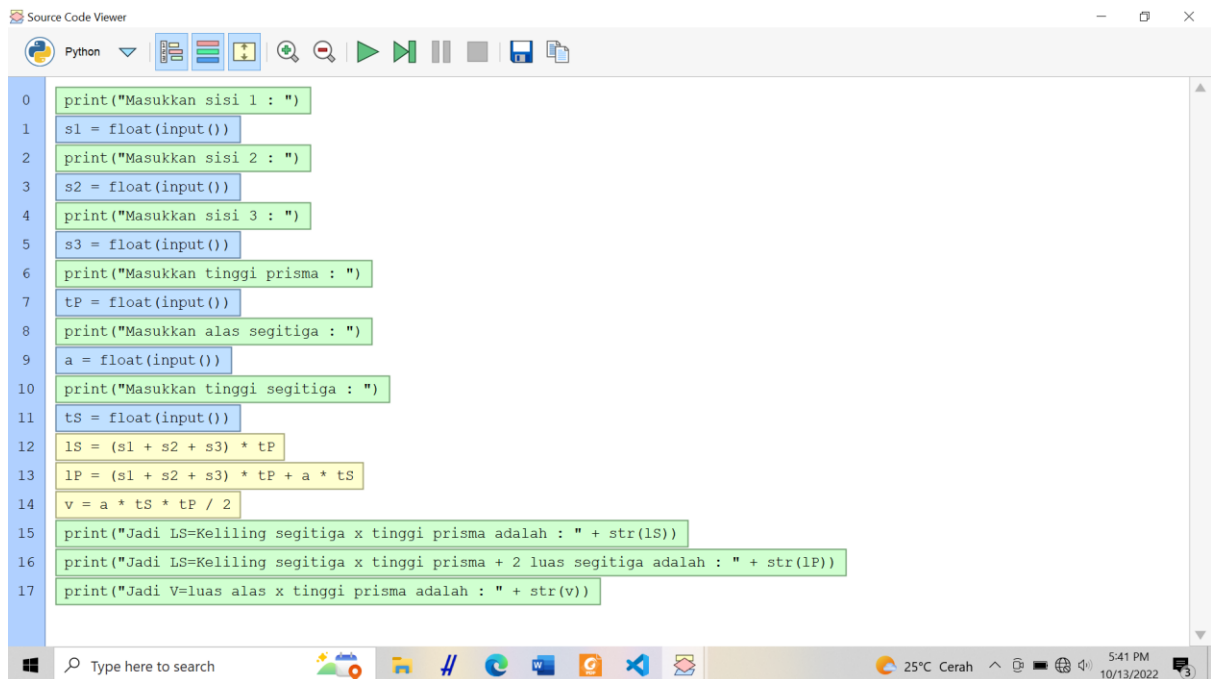 Source Code Viewer
Python
0 print("Masukkan sisi 1 : ")
1 s1 = float(input())
2 print("Masukkan sisi 2 : ")
3 s2 = float(input())
4 print("Masukkan sisi 3 : ")
5 s3 = float(input())
6 print("Masukkan tinggi prisma : ")
7 tP = float(input())
8 print("Masukkan alas segitiga : ")
9 a = float(input())
10 print("Masukkan tinggi segitiga : ")
11 tS = float(input())
12 lS = (s1 + s2 + s3) * tP
13 lP = (s1 + s2 + s3) * tP + a * tS
14 v = a * tS * tP / 2
15 print("Jadi LS=Keliling segitiga x tinggi prisma adalah : " + str(lS))
16 print("Jadi LS=Keliling segitiga x tinggi prisma + 2 luas segitiga adalah : " + str(lP))
17 print("Jadi V=luas alas x tinggi prisma adalah : " + str(v))
Type here to search
25°C Cerah
5:41 PM
10/13/2022
3